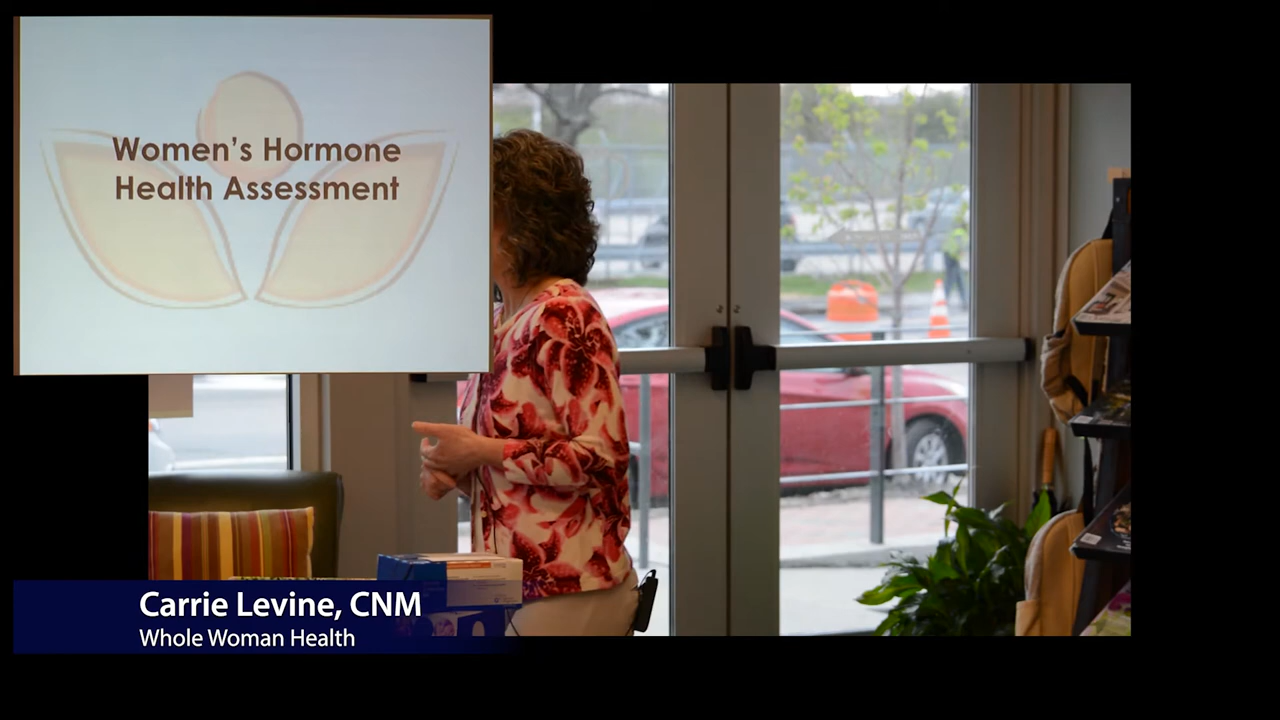 Women's Hormone
Health Assessment
Carrie Levine, CNM
Whole Woman Health